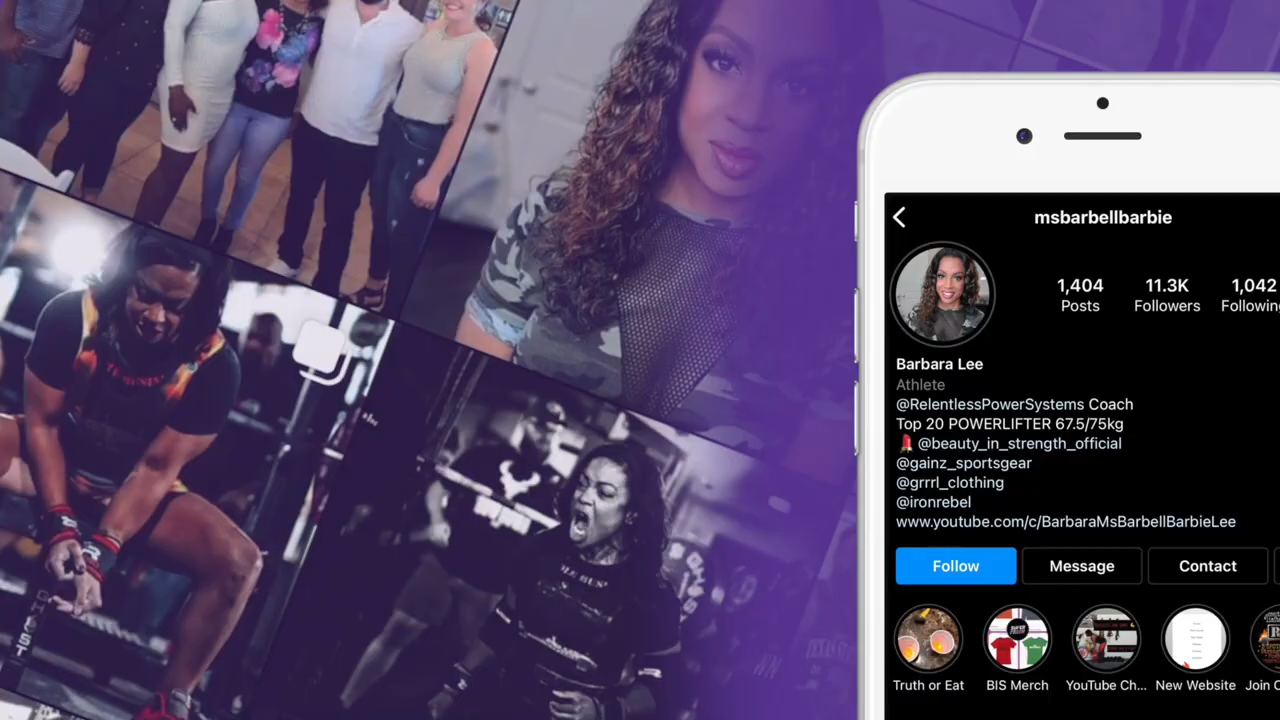 msbarbellbarbie
1,404
11.3K
1,042
Posts
Followers
Following
Barbara Lee
Athlete
@RelentlessPowerSystems Coach
Top 20 POWERLIFTER 67.5/75kg
💄 @beauty_in_strength_official
@gainz_sportsgear
@grrrl_clothing
@ironrebel
www.youtube.com/c/BarbaraMsBarbellBarbieLee
Follow
Message
Contact
Truth or Eat
BIS Merch
YouTube Ch...
New Website
Join